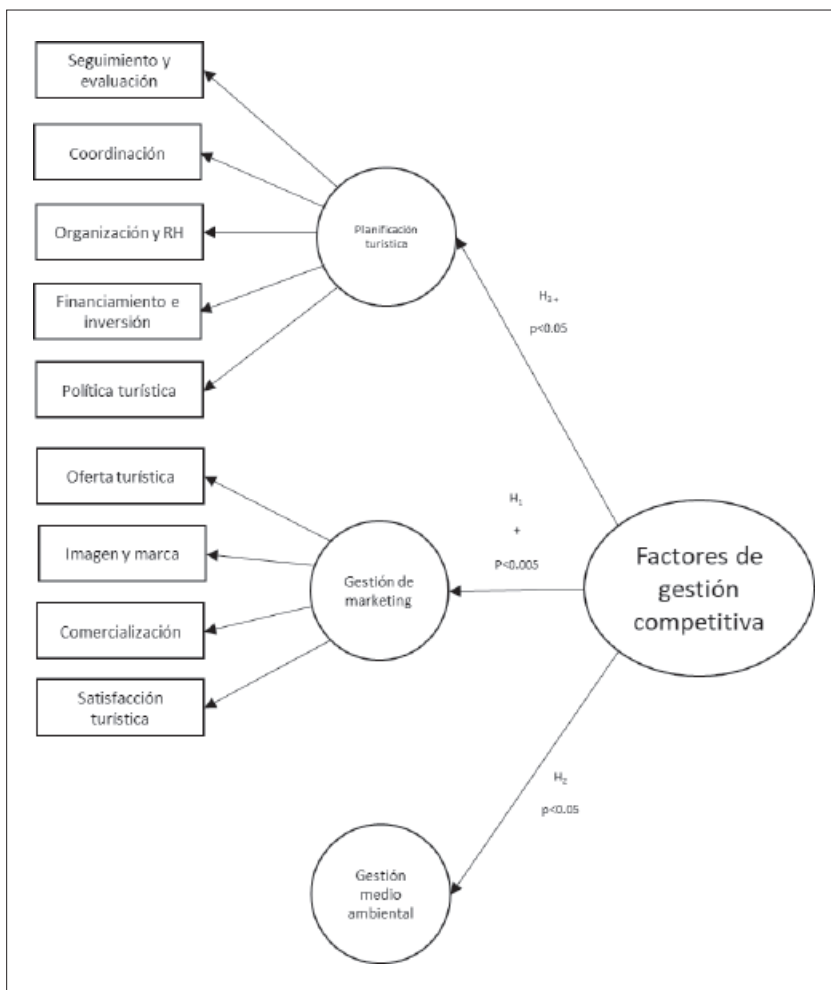 Seguimiento y
evaluación
Coordinación
Organización y RH
Financiamiento e
inversión
Política turística
Oferta turística
Imagen y marca
Comercialización
Satisfacción
turística
Planificación
turística
Gestión de
marketing
Gestión
medio
ambiental
H3+
p<0.05
H1
+
P<0.005
H2
p<0.05
Factores de
gestión
competitiva